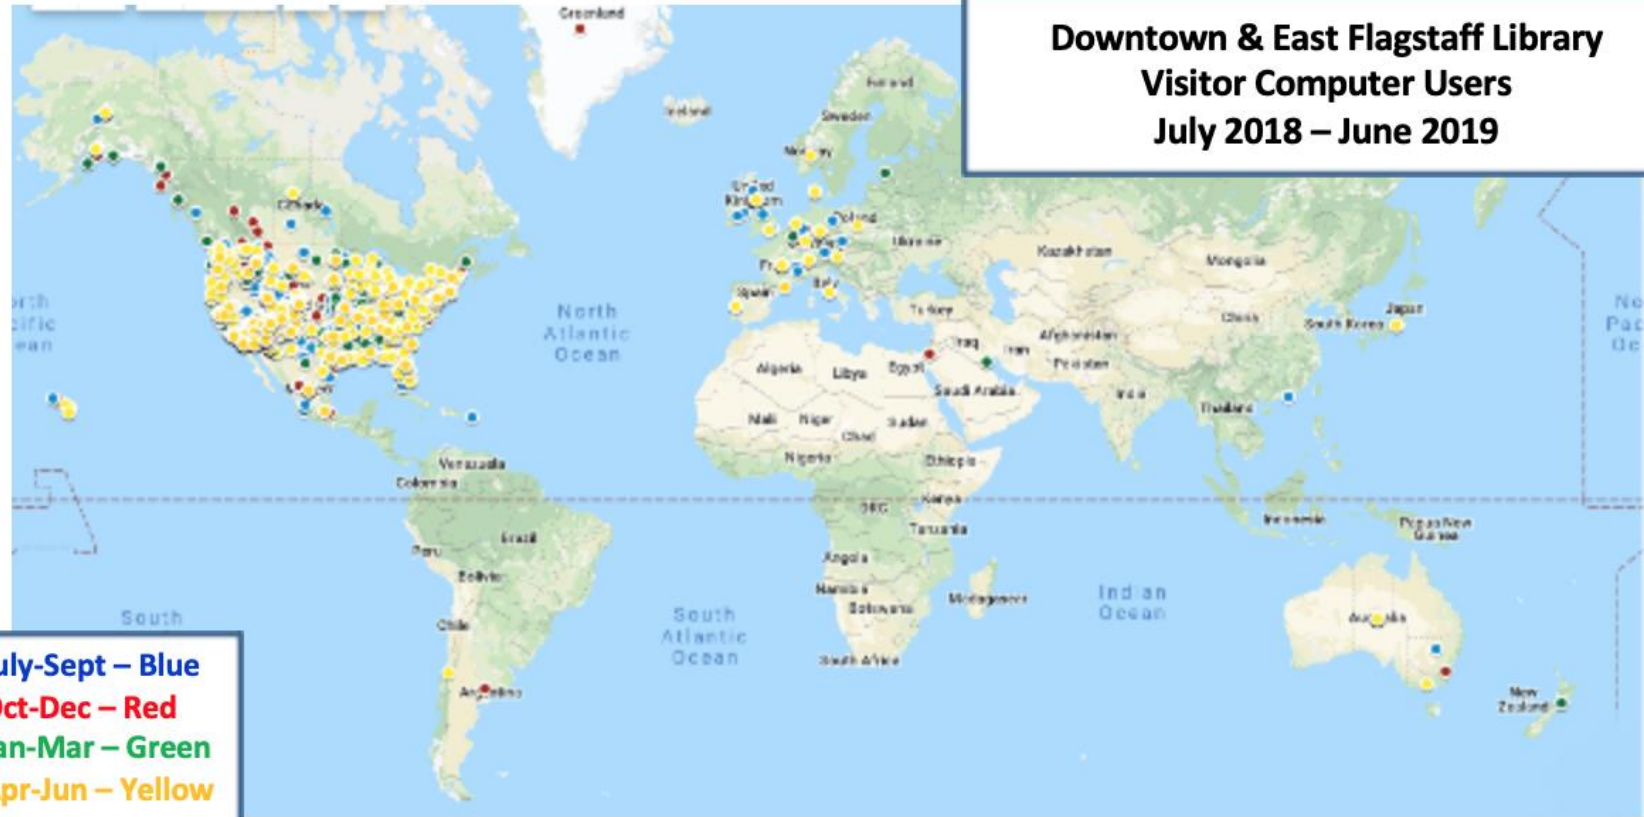 Greenland
Downtown & East Flagstaff Library
Visitor Computer Users
July 2018 – June 2019
Finland
Iceland
Sweden
Norway
United
Kingdom
Poland
Ukraine
Kazakhstan
Mongolia
Spain
Italy
Turkey
North
Atlantic
Ocean
China
Japan
South Korea
Iraq
Iran
Afghanistan
Pakistan
Algeria
Libya
Egypt
Saudi Arabia
India
Thailand
Mali
Niger
Chad
Sudan
Nigeria
Ethiopia
Venezuela
Colombia
DRC
Kenya
Tanzania
Indonesia
Papua New
Guinea
Peru
Brazil
Bolivia
Angola
Namibia
Botswana
Madagascar
Indian
Ocean
South
Chile
South
Atlantic
Ocean
Australia
South Africa
Argentina
New
Zealand
uly-Sept – Blue
ct-Dec – Red
an-Mar – Green
pr-Jun – Yellow